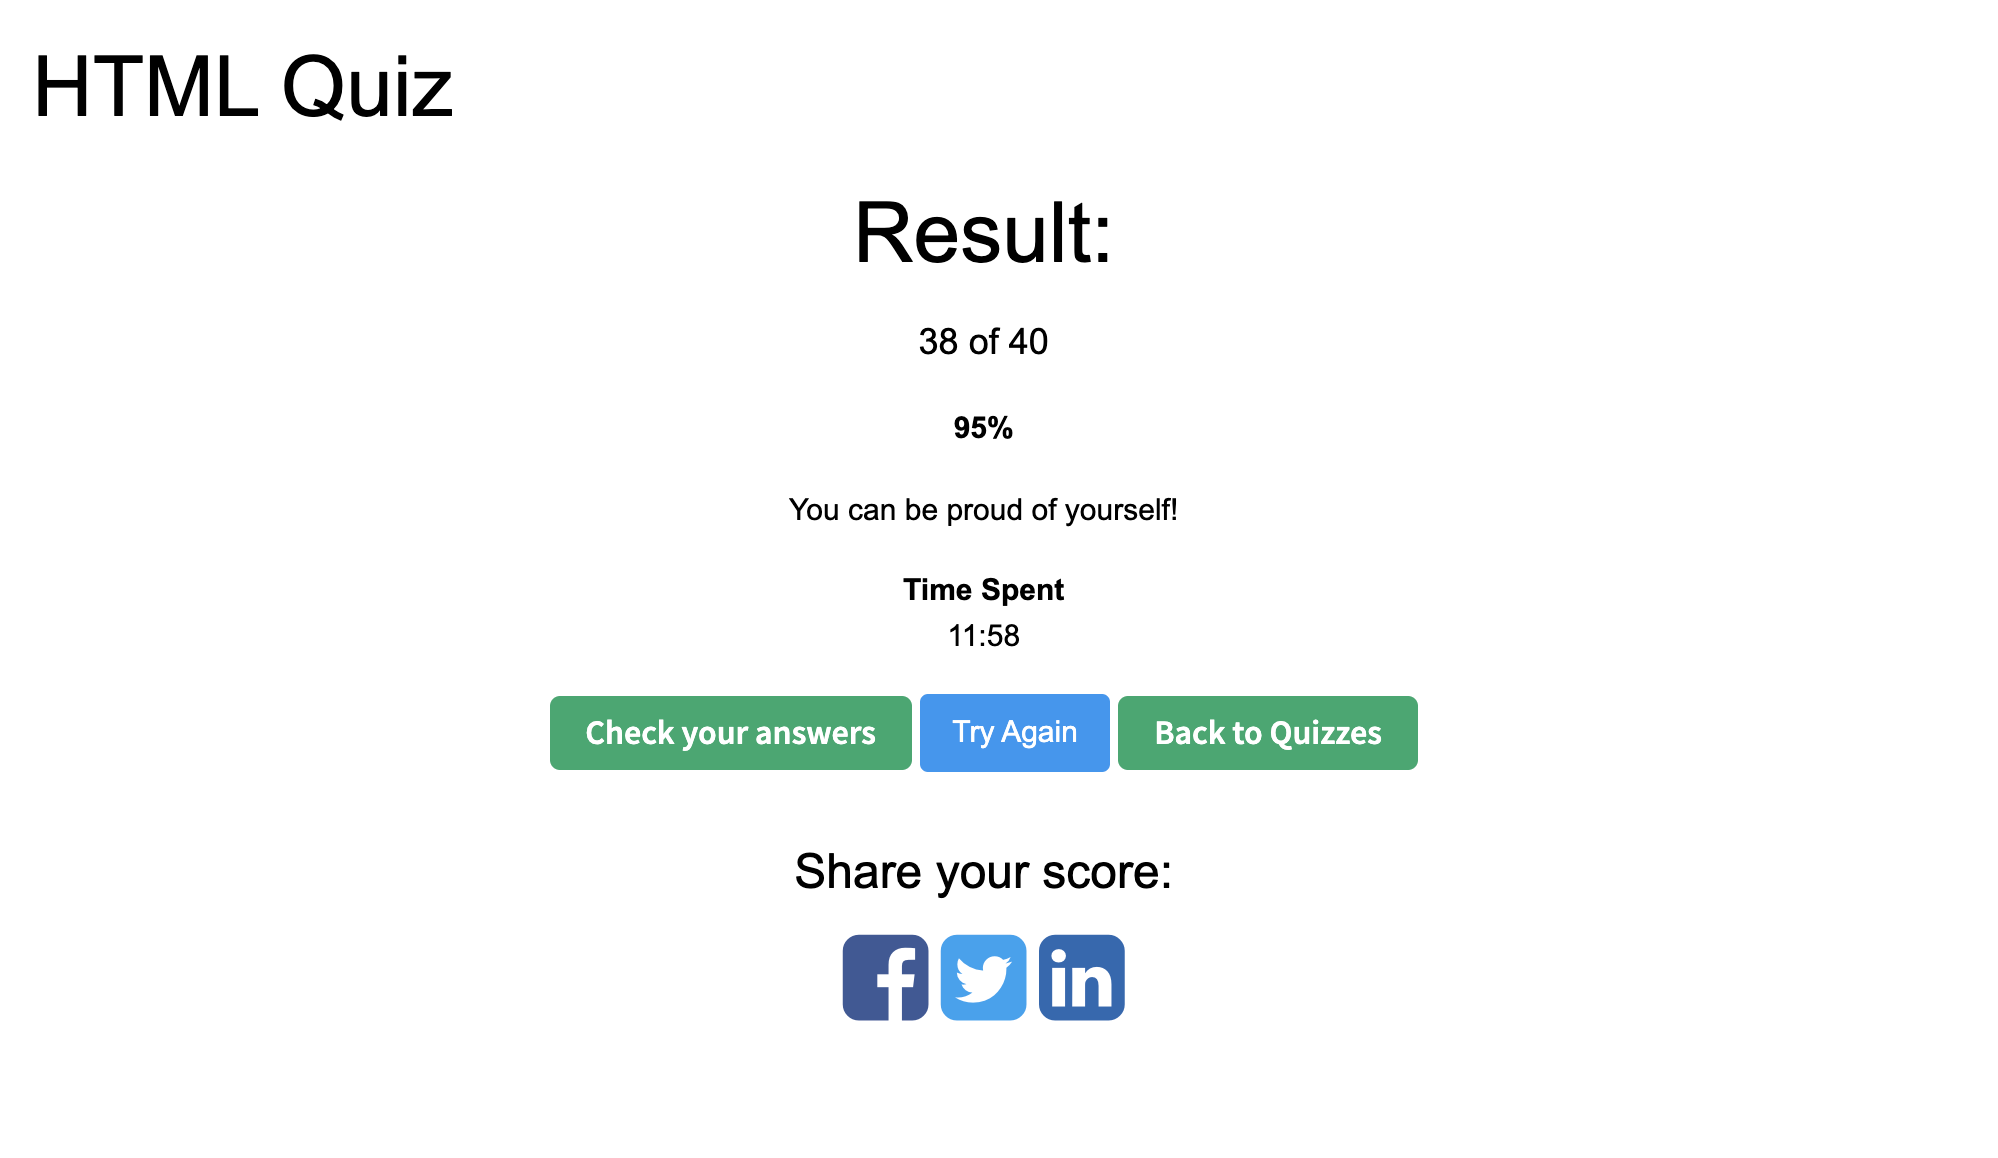 HTML Quiz
Result:
38 of 40
95%
You can be proud of yourself!
Time Spent
11:58
Check your answers Try Again Back to Quizzes
Share your score:
f in